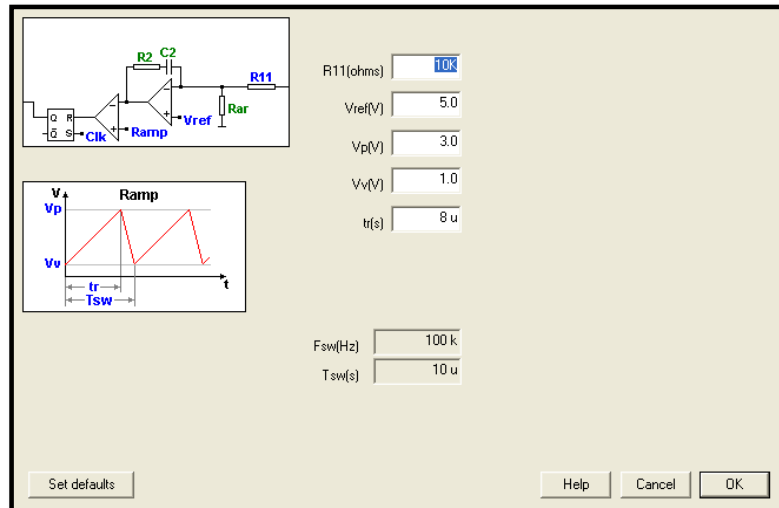 R2 C2
R11
Rar
Vref
Ramp
Clk
Q R
Q̅ S
− + − +
R11(ohms) 10K
Vref(V) 5.0
Vp(V) 3.0
Vv(V) 1.0
tr(s) 8 u
V Ramp
Vp
Vv
tr
Tsw
t
Fsw(Hz) 100 k
Tsw(s) 10 u
Set defaults Help Cancel OK